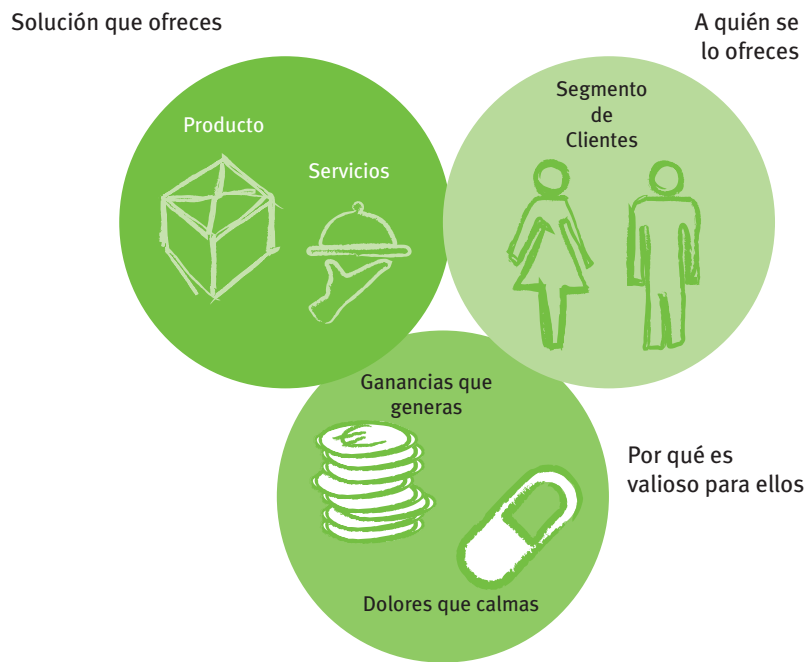 Solución que ofreces
A quién se
lo ofreces
Producto
Servicios
Segmento
de
Clientes
Ganancias que
generas
Por qué es
valioso para ellos
Dolores que calmas